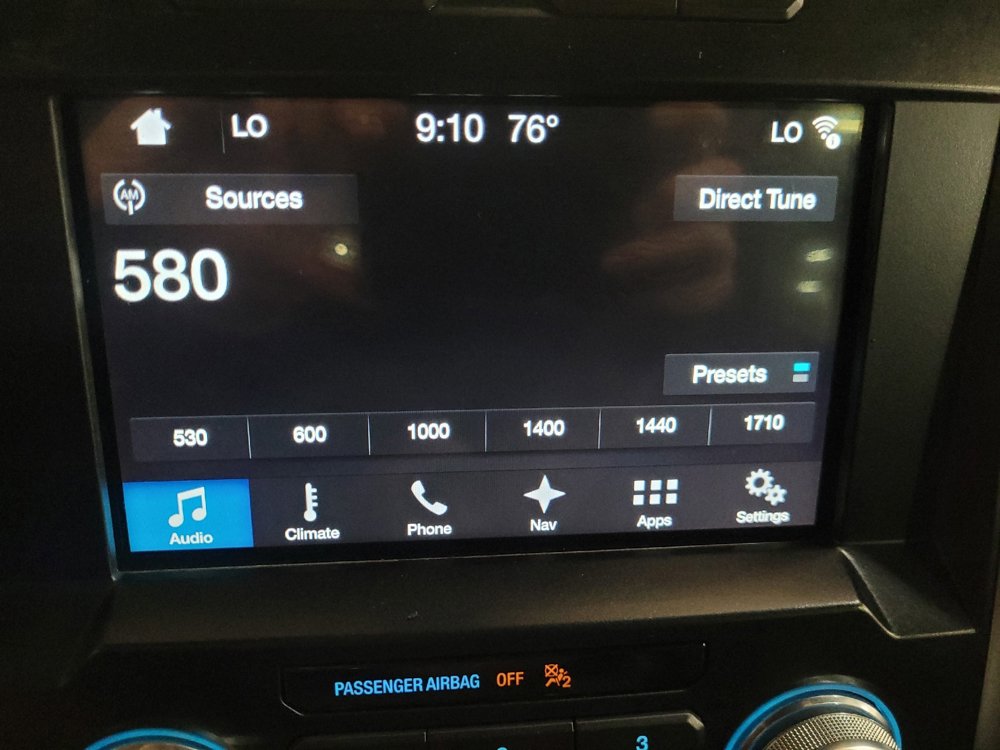 LO 9:10 76° LO
AM Sources Direct Tune
580
Presets
530 600 1000 1400 1440 1710
Audio Climate Phone Nav Apps Settings
PASSENGER AIRBAG OFF 2
3